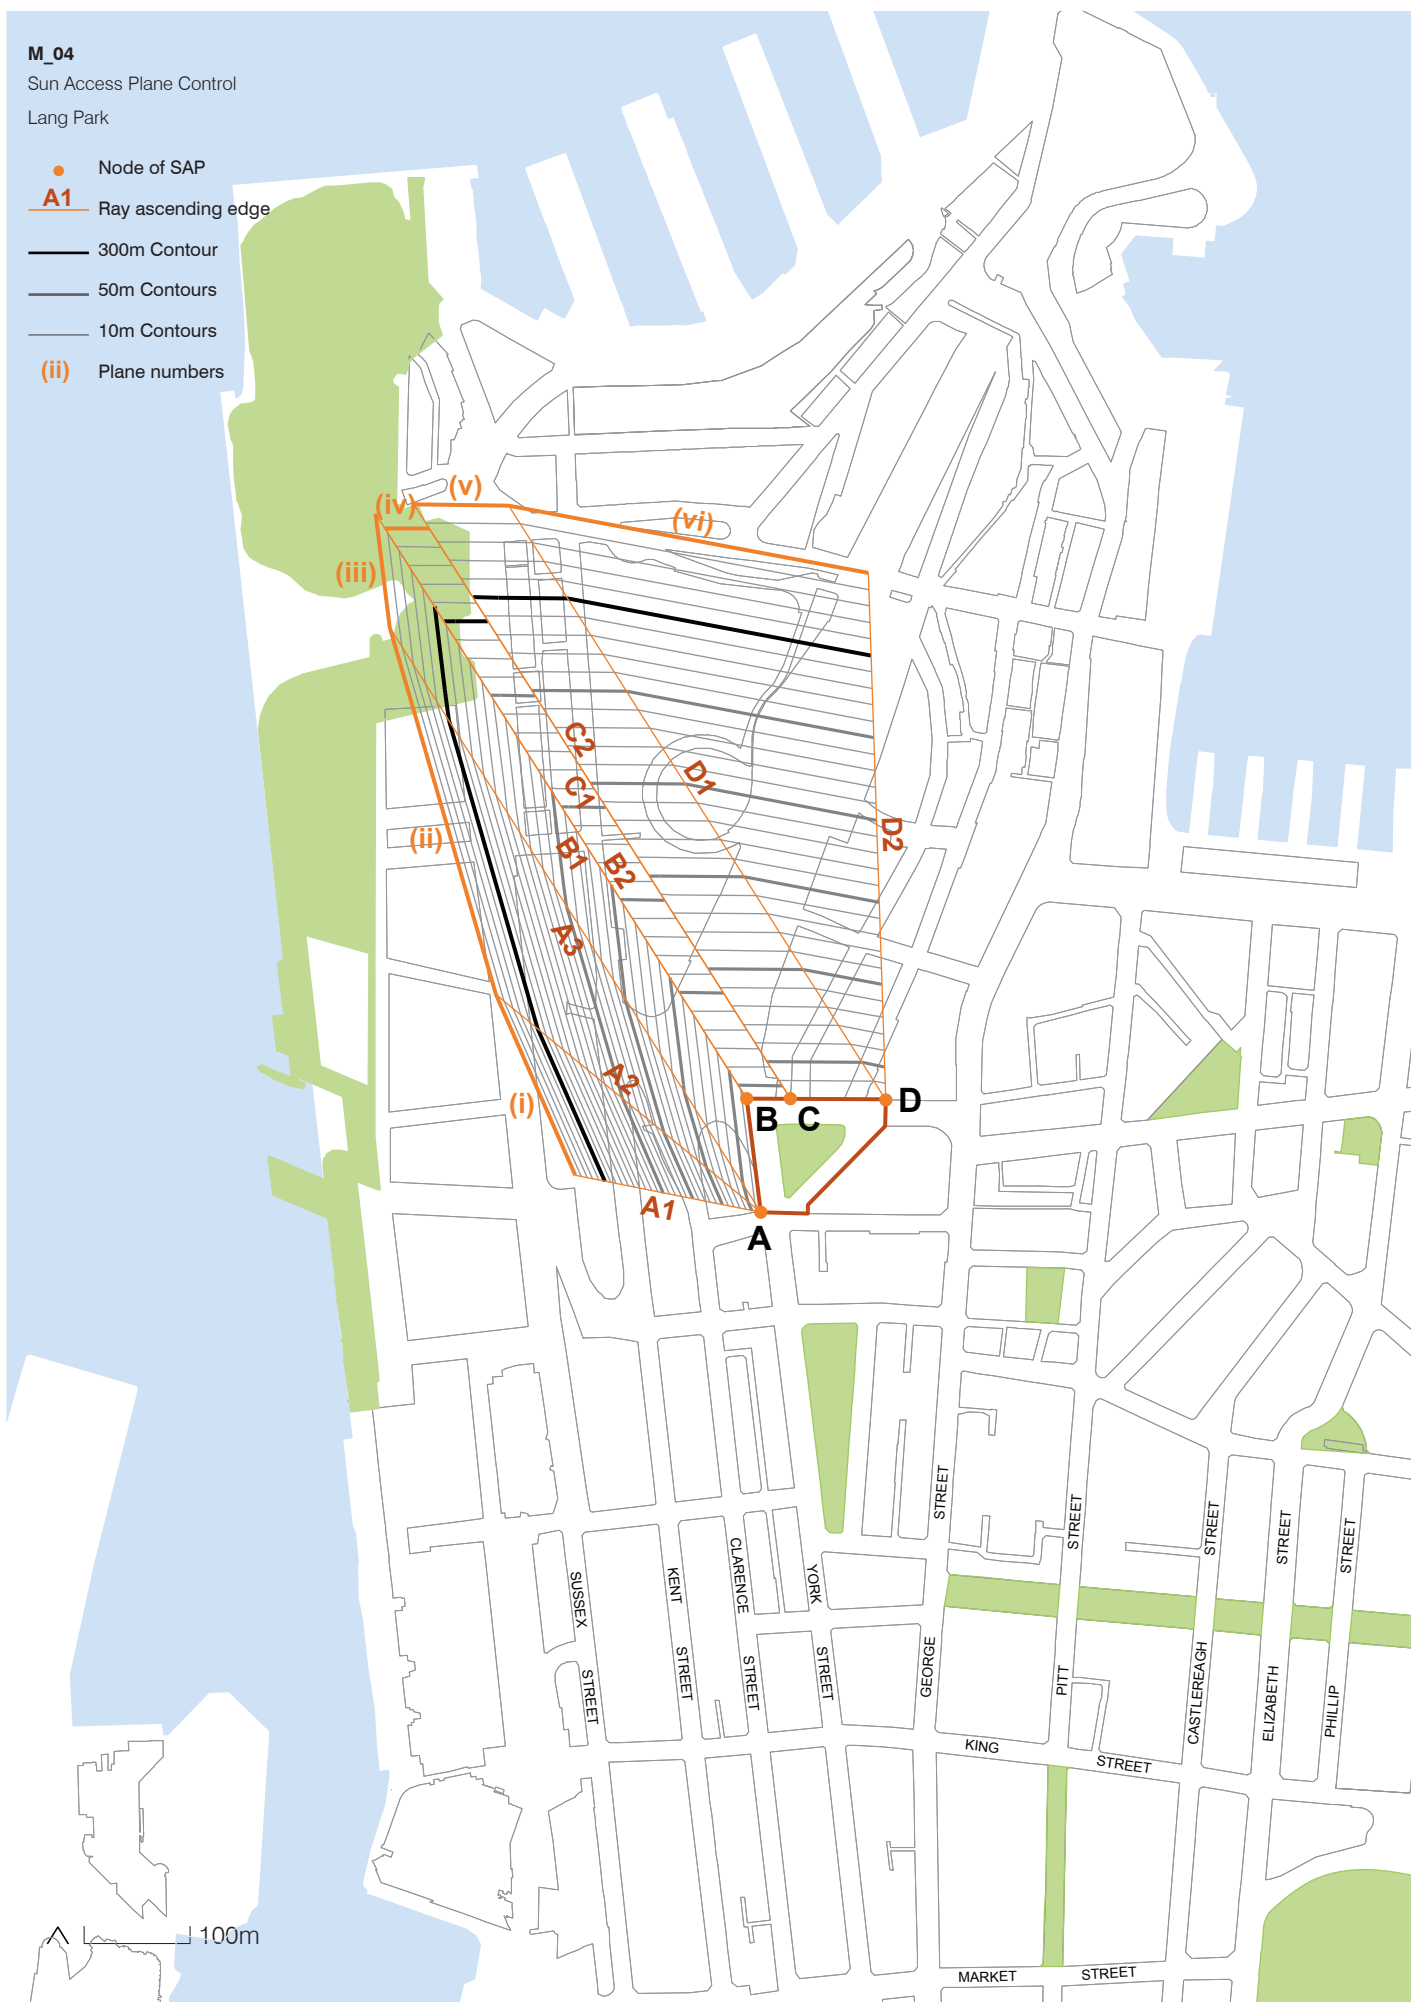 M_04
Sun Access Plane Control
Lang Park
Node of SAP
A1
Ray ascending edge
300m Contour
50m Contours
10m Contours
(ii)
Plane numbers
(v)
(iv)
(vi)
(iii)
C2
D1
C1
(ii)
B1
B2
D2
A3
A2
(i)
B
C
D
A1
A
STREET
STREET
STREET
STREET
STREET
SUSSEX
KENT
CLARENCE
YORK
STREET
STREET
STREET
STREET
GEORGE
PITT
CASTLEREAGH
ELIZABETH
PHILLIP
KING
STREET
100m
MARKET
STREET